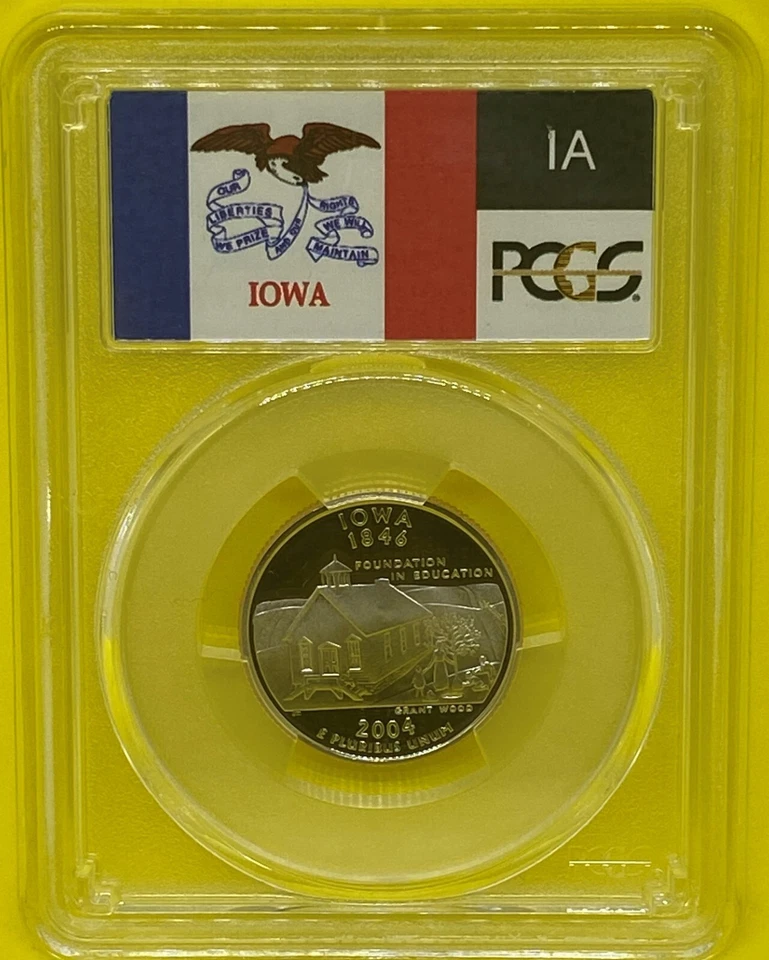 OUR
LIBERTIES
WE PRIZE
AND OUR
RIGHTS
WE WILL
MAINTAIN
IOWA
IA
PCGS
IOWA
1846
FOUNDATION
IN EDUCATION
GRANT WOOD
2004
E PLURIBUS UNUM
PCGS